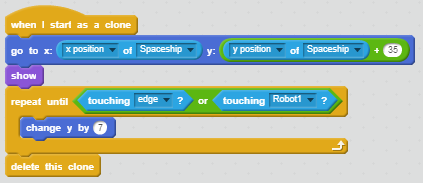 when I start as a clone
go to x: x position of Spaceship y: y position of Spaceship + 35
show
repeat until touching edge ? or touching Robot1 ?
change y by 7
delete this clone